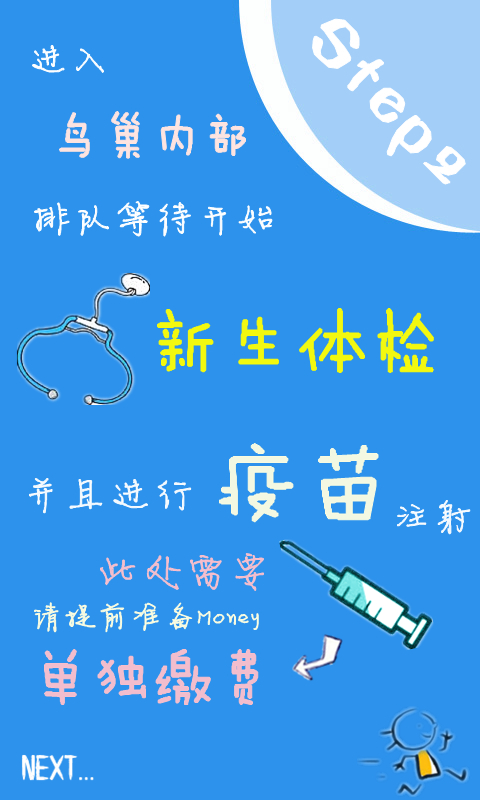 Step2
进入
鸟巢内部
排队等待开始
新生体检
并且进行 疫苗 注射
此处需要
请提前准备Money
单独缴费
NEXT...